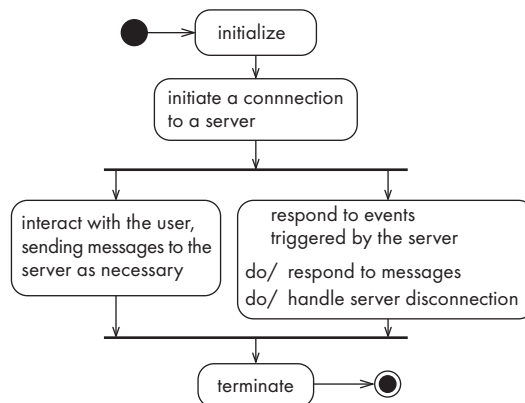 initialize
initiate a connnection
to a server
interact with the user,
sending messages to the
server as necessary
respond to events
triggered by the server
do/ respond to messages
do/ handle server disconnection
terminate